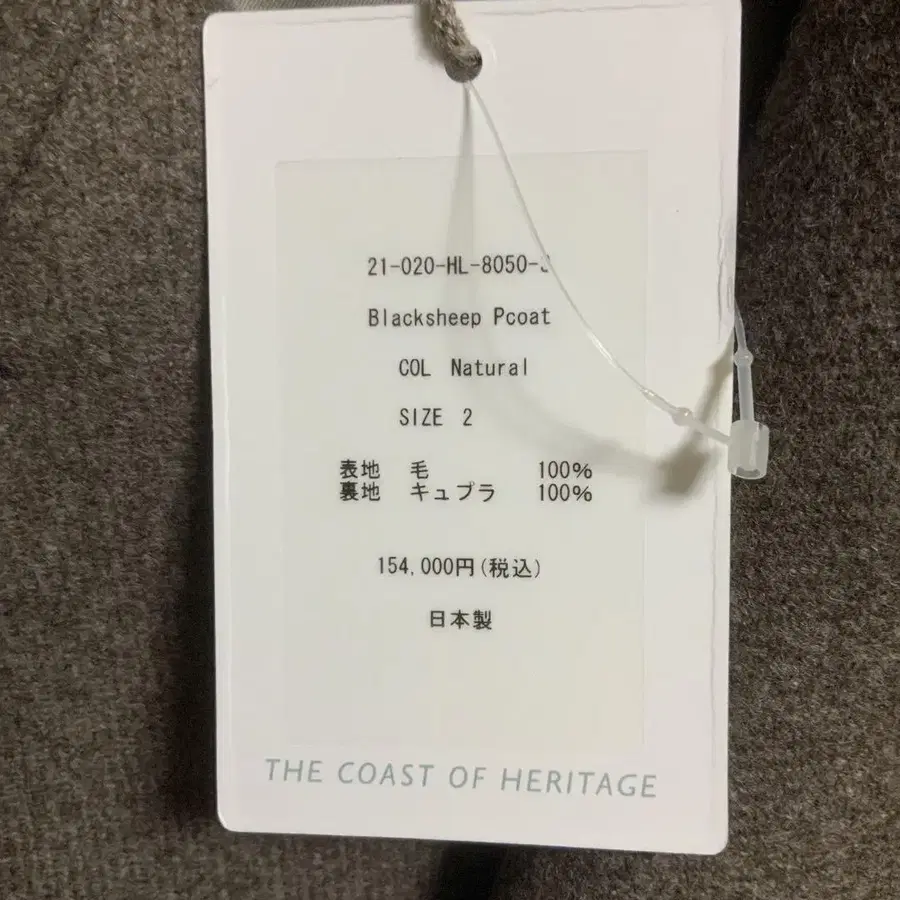 21-020-HL-8050-
Blacksheep Pcoat
COL Natural
SIZE 2
表地 毛 100%
裏地 キュプラ 100%
154,000円(税込)
日本製
THE COAST OF HERITAGE